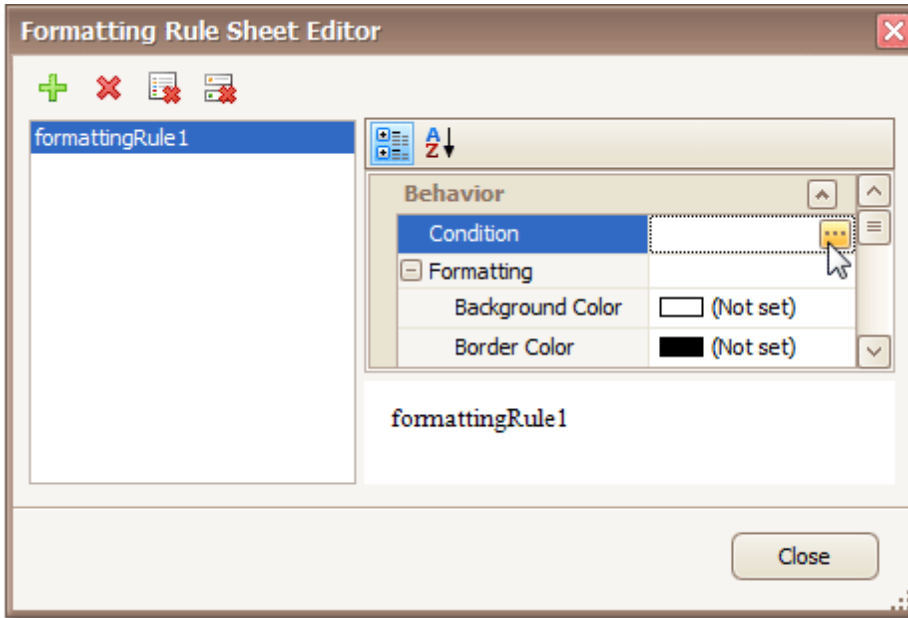 Formatting Rule Sheet Editor
formattingRule1
A
Z
Behavior
Condition
Formatting
Background Color (Not set)
Border Color (Not set)
formattingRule1
Close